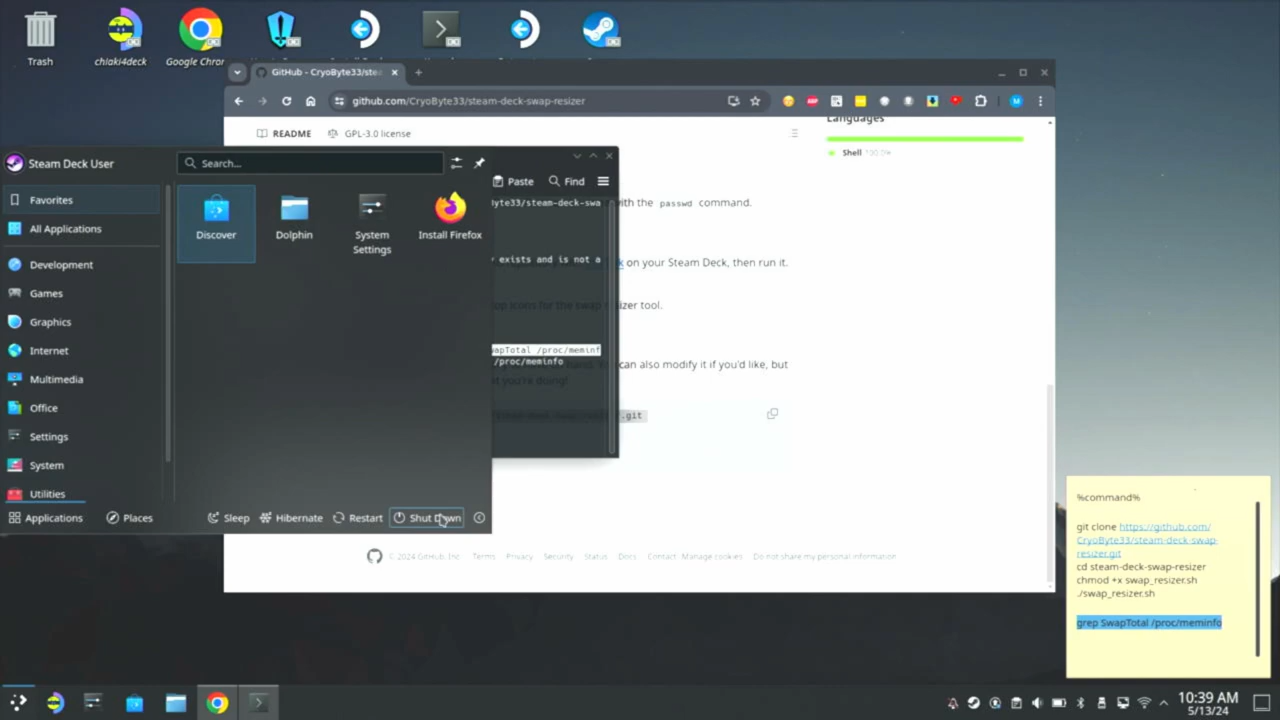 Trash
chiaki4deck
Google Chro
GitHub - CryoByte33/stea
github.com/CryoByte33/steam-deck-swap-resizer
README
GPL-3.0 license
Languages
Shell 100.0%
Steam Deck User
Search...
Paste
Find
Favorites
All Applications
Development
Games
Graphics
Internet
Multimedia
Office
Settings
System
Utilities
Discover
Dolphin
System
Settings
Install Firefox
Byte33/steam-deck-swa
with the passwd command.
y exists and is not a
on your Steam Deck, then run it.
icons for the swap resizer tool.
wapTotal /proc/meminf
/proc/meminfo
can also modify it if you'd like, but
you're doing!
.git
Applications
Places
Sleep
Hibernate
Restart
Shut Down
© 2024 GitHub, Inc.
Terms
Privacy
Security
Status
Docs
Contact
Manage cookies
Do not share my personal information
%command%
git clone https://github.com/
CryoByte33/steam-deck-swap-
resizer.git
cd steam-deck-swap-resizer
chmod +x swap_resizer.sh
./swap_resizer.sh
grep SwapTotal /proc/meminfo
10:39 AM
5/13/24